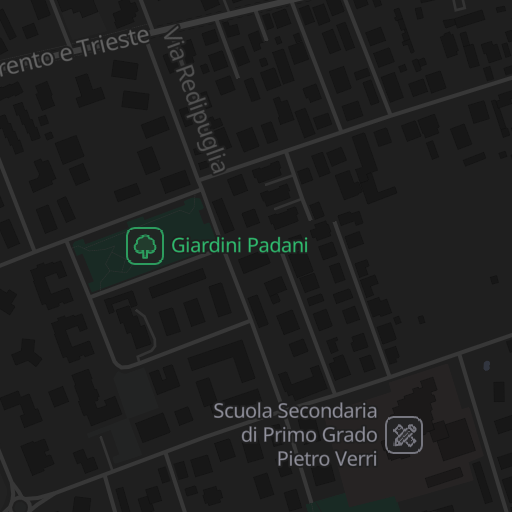 rento e Trieste
Via Redipuglia
Giardini Padani
Scuola Secondaria
di Primo Grado
Pietro Verri